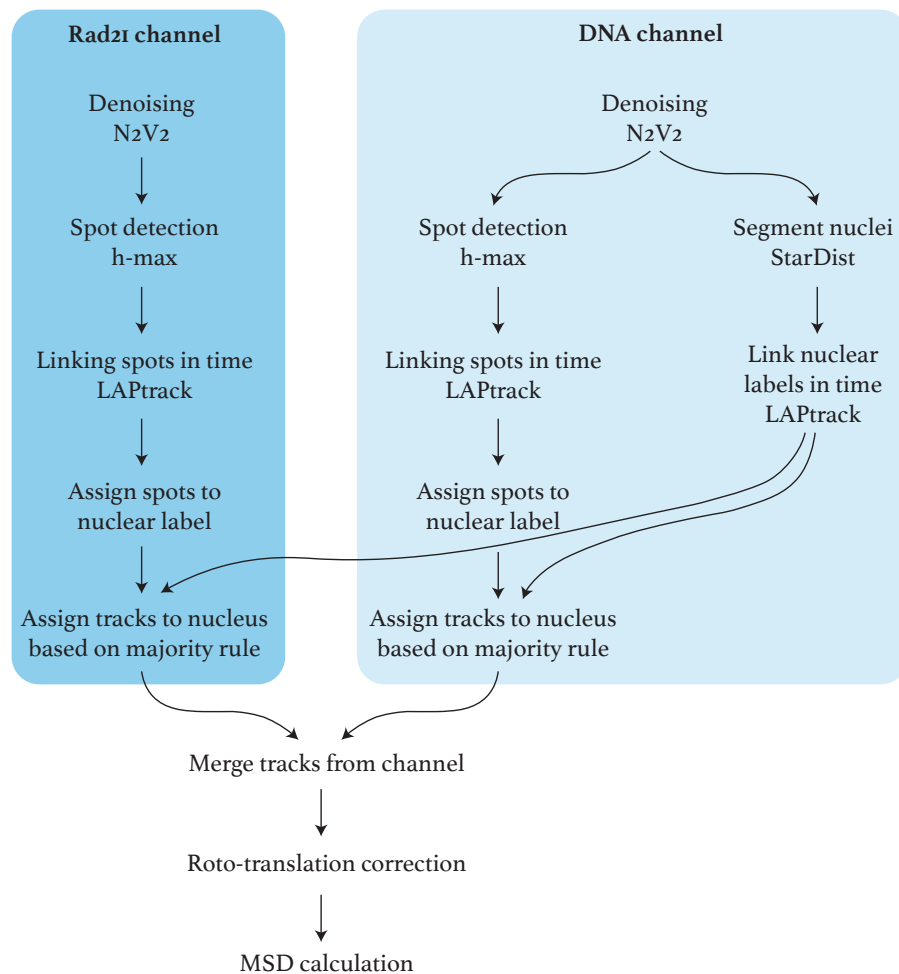 Rad21 channel
Denoising
N2V2
Spot detection
h-max
Linking spots in time
LAPtrack
Assign spots to
nuclear label
Assign tracks to nucleus
based on majority rule
DNA channel
Denoising
N2V2
Spot detection
h-max
Linking spots in time
LAPtrack
Assign spots to
nuclear label
Assign tracks to nucleus
based on majority rule
Segment nuclei
StarDist
Link nuclear
labels in time
LAPtrack
Merge tracks from channel
Roto-translation correction
MSD calculation